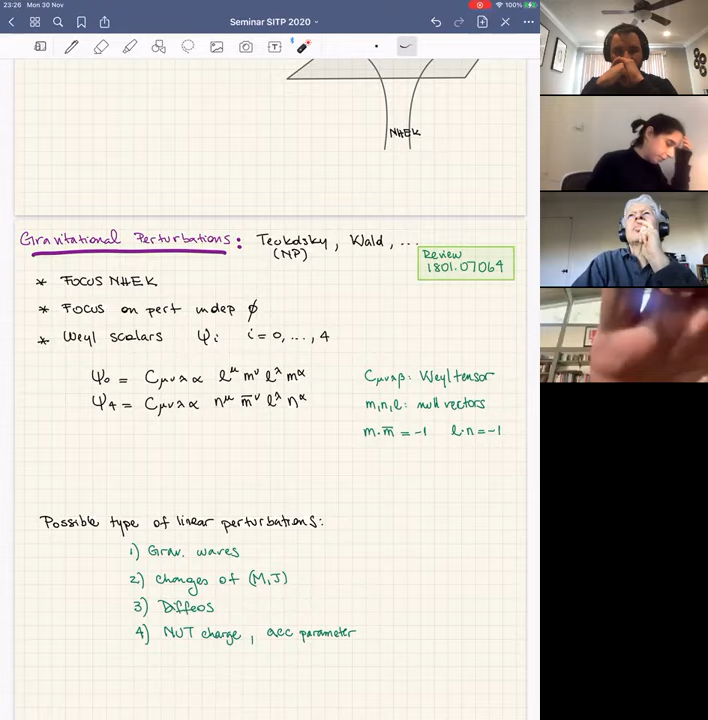 23:26 Mon 30 Nov
100%
Seminar SITP 2020
NHEK
Gravitational Perturbations: Teukolsky, Wald, ...
(NP)
Review
1801.07064
* Focus NHEK
* Focus on pert indep ϕ
* Weyl scalars Ψi i = 0, ..., 4
Ψ0 = Cμνλα l^μ m^ν l^λ m^α
Ψ4 = Cμνλα n^μ m̄^ν n^λ n^α
Cμνλβ: Weyl tensor
m, n, l: null vectors
m·m̄ = -1 l·n = -1
Possible type of linear perturbations:
1) Grav. waves
2) Changes of (M,J)
3) Diffeos
4) NUT charge, acc parameter